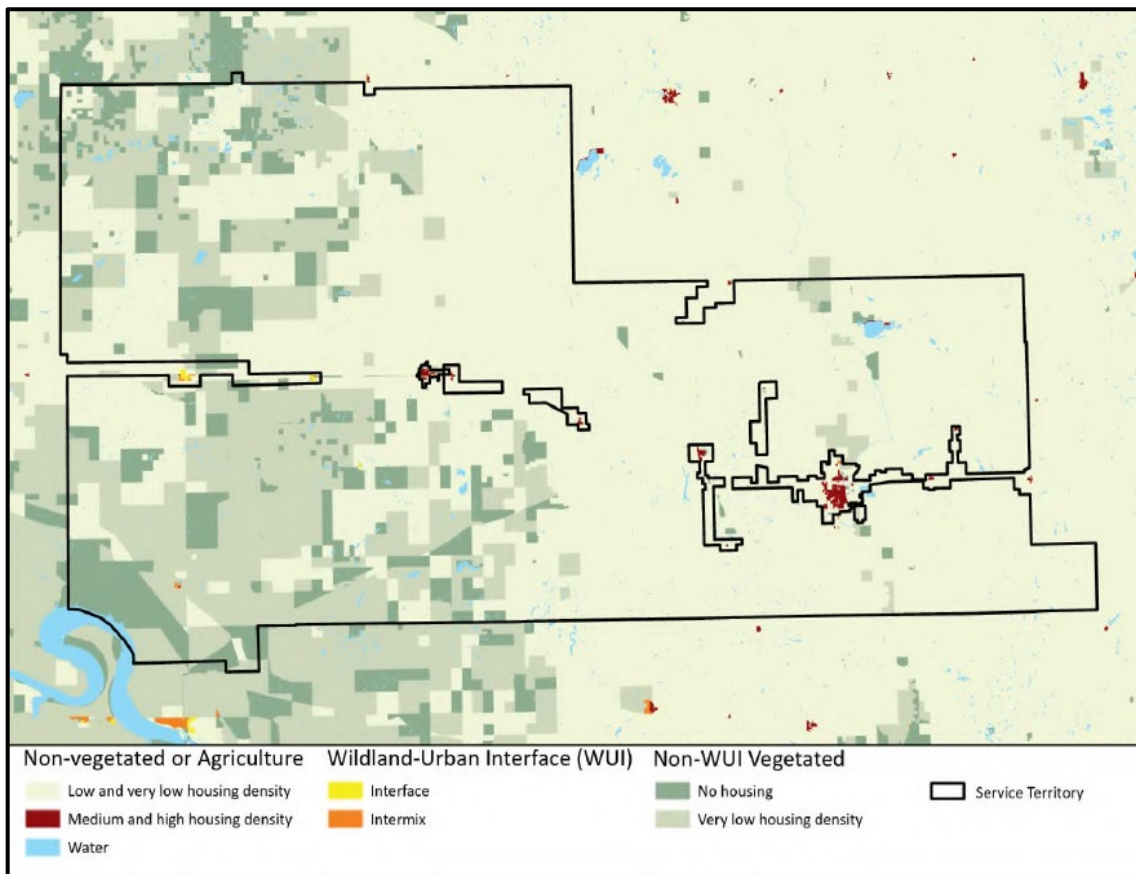 Non-vegetated or Agriculture
Low and very low housing density
Medium and high housing density
Water
Wildland-Urban Interface (WUI)
Interface
Intermix
Non-WUI Vegetated
No housing
Very low housing density
Service Territory